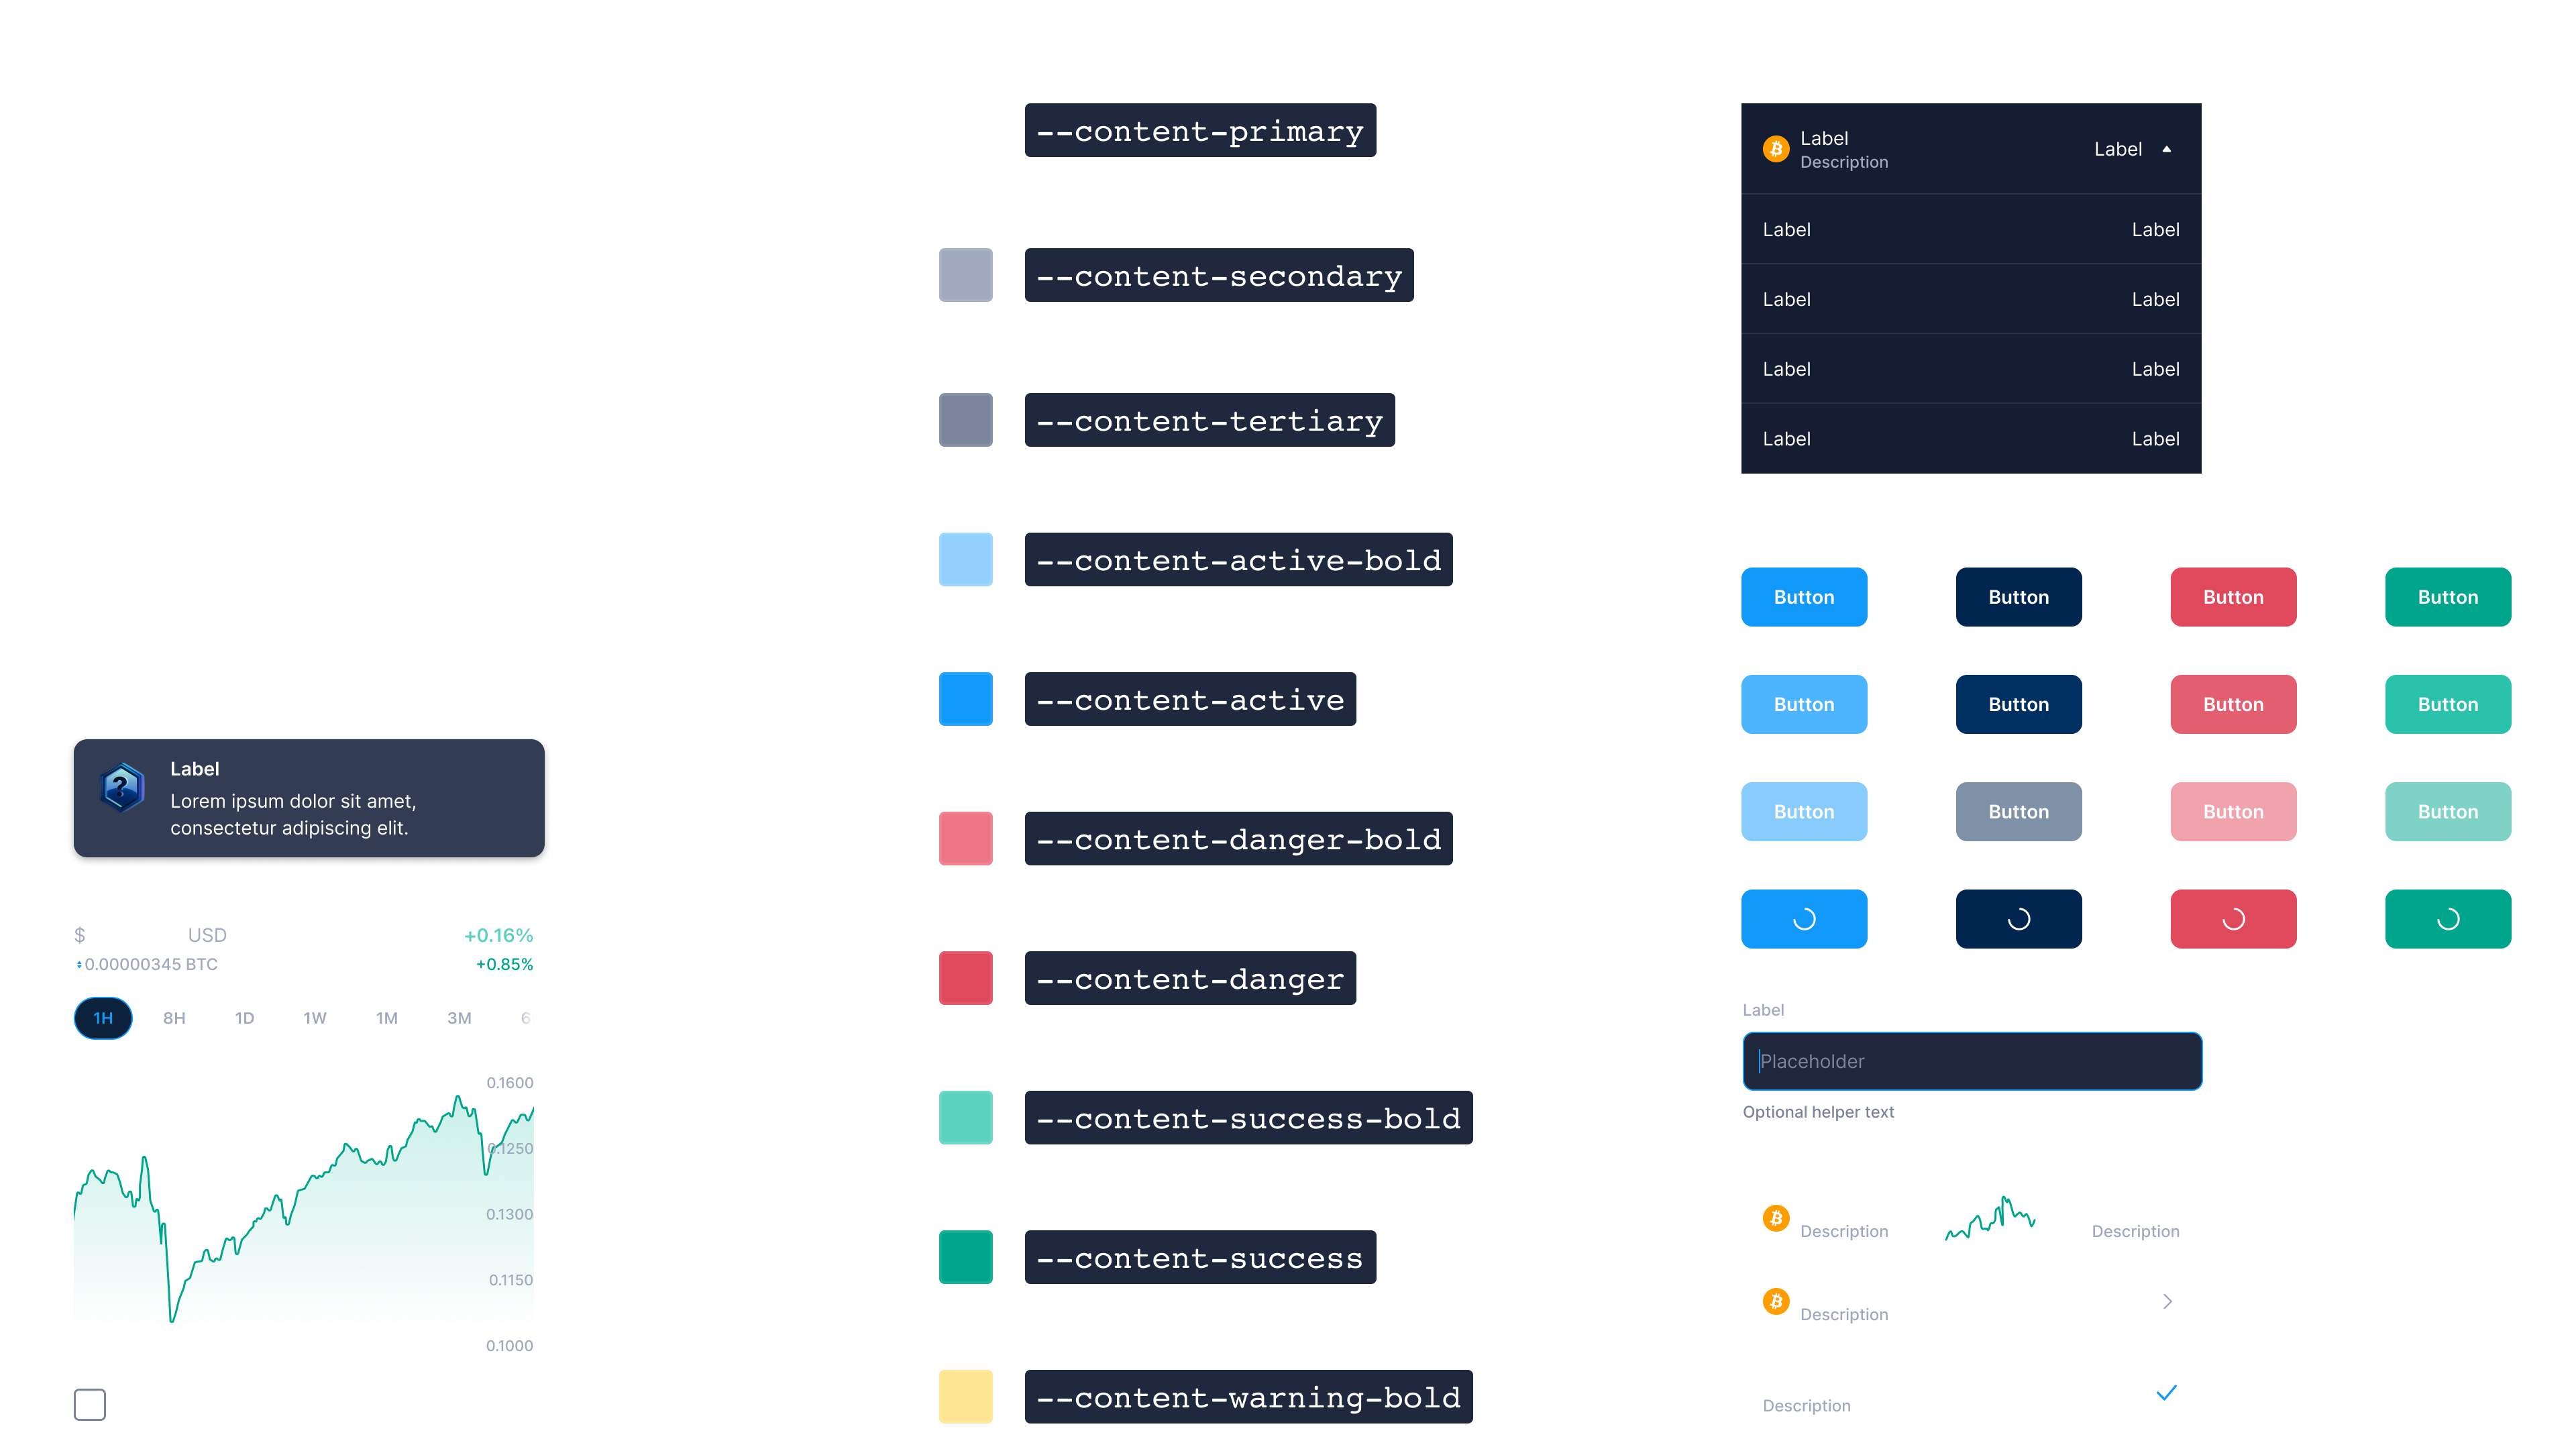 Label
Lorem ipsum dolor sit amet,
consectetur adipiscing elit.
$ USD +0.16%
0.00000345 BTC +0.85%
1H 8H 1D 1W 1M 3M 6
0.1600
0.1250
0.1300
0.1150
0.1000
--content-primary
--content-secondary
--content-tertiary
--content-active-bold
--content-active
--content-danger-bold
--content-danger
--content-success-bold
--content-success
--content-warning-bold
Label
Description
Label
Label Label
Label Label
Label Label
Label Label
Button Button Button Button
Button Button Button Button
Button Button Button Button
Label
Placeholder
Optional helper text
Description Description
Description
Description